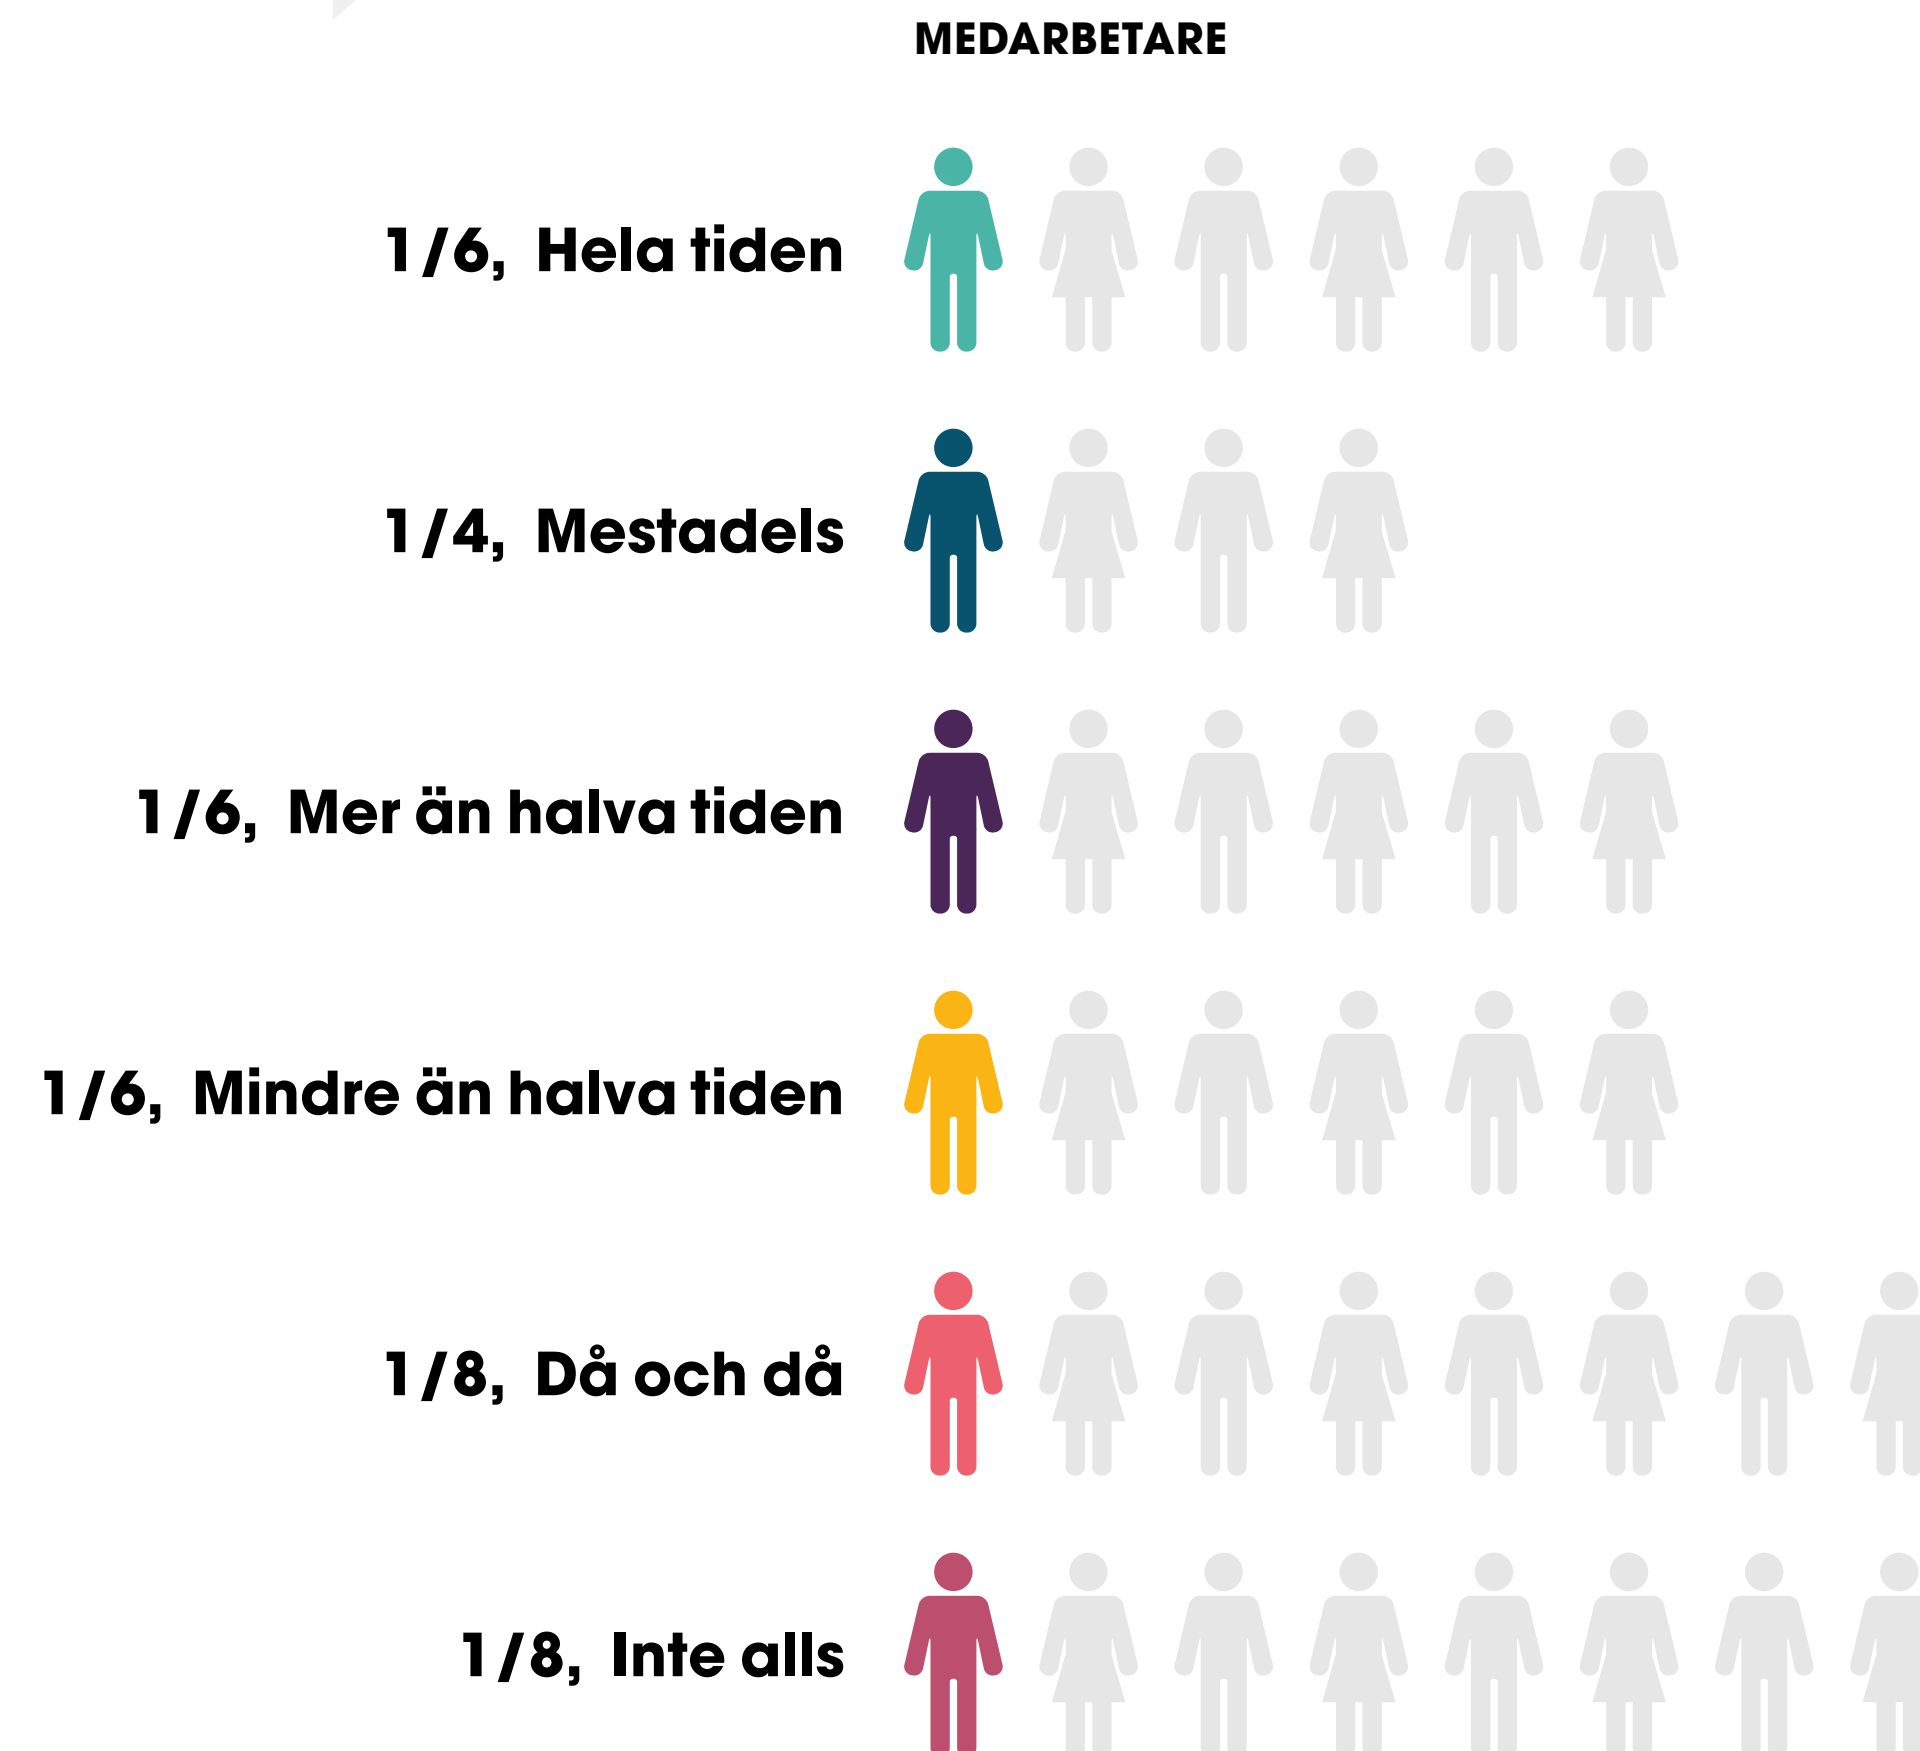 MEDARBETARE
1/6, Hela tiden
1/4, Mestadels
1/6, Mer än halva tiden
1/6, Mindre än halva tiden
1/8, Då och då
1/8, Inte alls